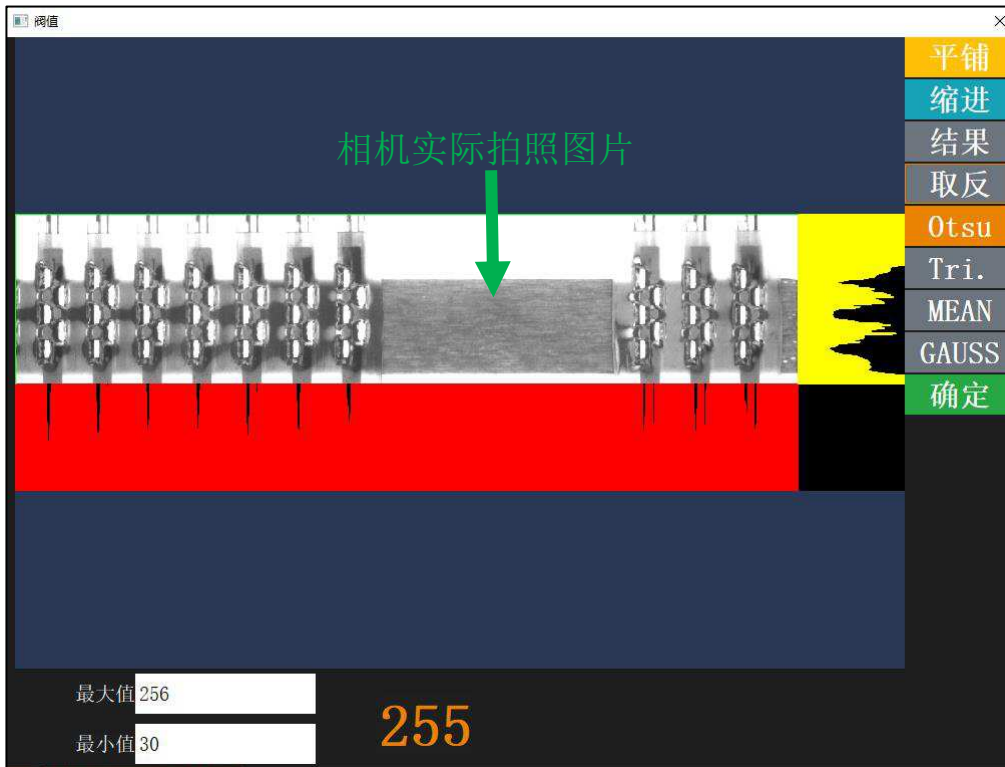 阀值
平铺
缩进
结果
取反
Otsu
Tri.
MEAN
GAUSS
确定
相机实际拍照图片
最大值 256
最小值 30
255